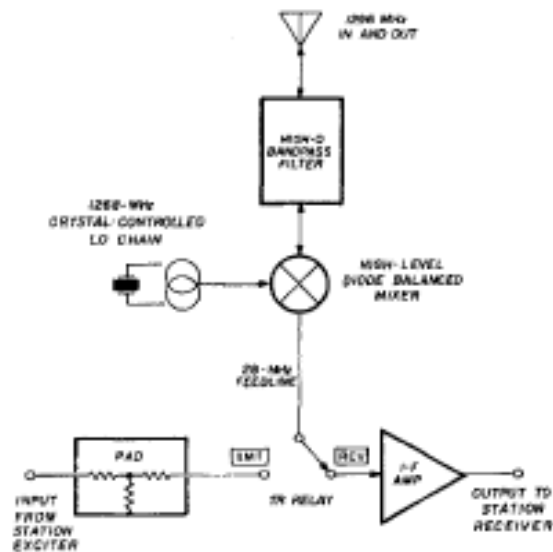 1296 MHz
IN AND OUT
HIGH-Q
BANDPASS
FILTER
1268-MHz
CRYSTAL-CONTROLLED
LO CHAIN
HIGH-LEVEL
DIODE BALANCED
MIXER
28-MHz
FEEDLINE
PAD
XMIT
RCV
I-F
AMP
INPUT
FROM
STATION
EXCITER
TR RELAY
OUTPUT TO
STATION
RECEIVER